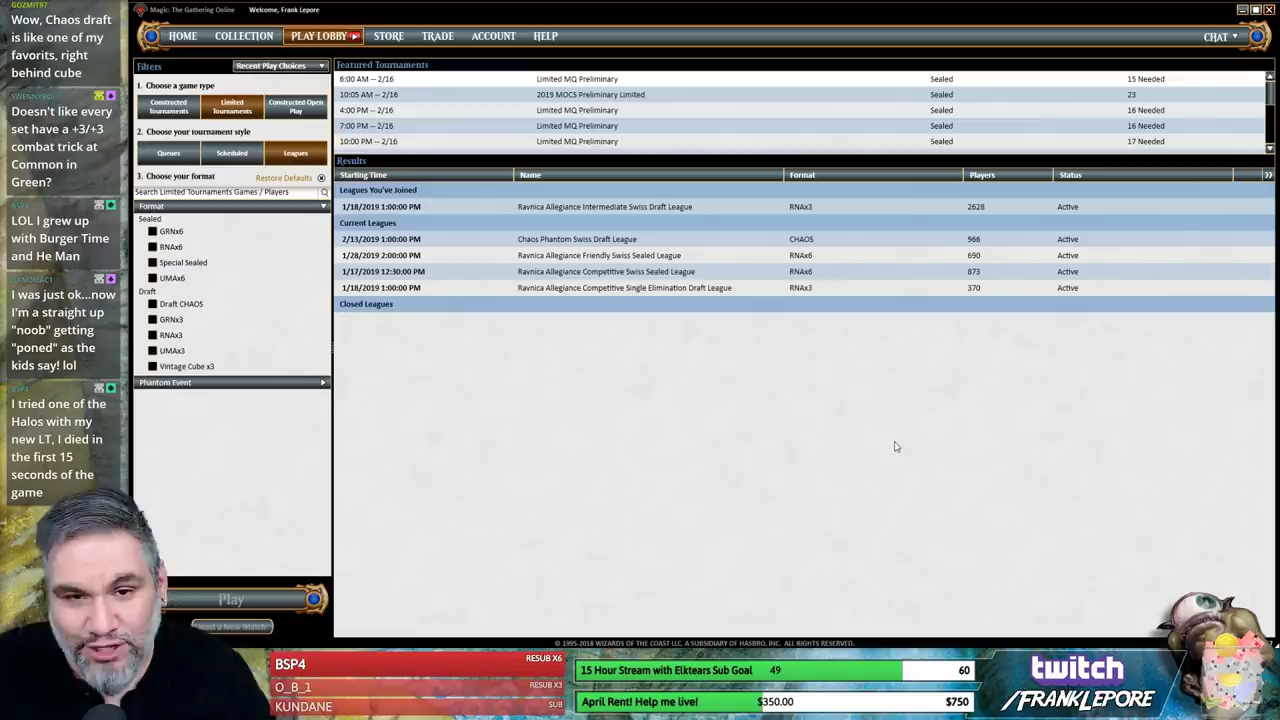 GOZMIT97
Wow, Chaos draft
is like one of my
favorits, right
behind cube
SWENNYBOI
Doesn't like every
set have a +3/+3
combat trick at
Common in
Green?
BSP4
LOL I grew up
with Burger Time
and He Man
I was just ok...now
I'm a straight up
"noob" getting
"poned" as the
kids say! lol
BSP4
I tried one of the
Halos with my
new LT, I died in
the first 15
seconds of the
game
Magic: The Gathering Online Welcome, Frank Lepore
HOME COLLECTION PLAY LOBBY STORE TRADE ACCOUNT HELP CHAT
Filters Recent Play Choices
1. Choose a game type
Constructed Tournaments Limited Tournaments Constructed Open Play
2. Choose your tournament style
Queues Scheduled Leagues
3. Choose your format Restore Defaults
Search Limited Tournaments Games / Players
Format
Sealed
GRNx6
RNAx6
Special Sealed
UMAx6
Draft
Draft CHAOS
GRNx3
RNAx3
UMAx3
Vintage Cube x3
Phantom Event
Play
Featured Tournaments
6:00 AM -- 2/16 Limited MQ Preliminary Sealed 15 Needed
10:05 AM -- 2/16 2019 MOCS Preliminary Limited Sealed 23
4:00 PM -- 2/16 Limited MQ Preliminary Sealed 16 Needed
7:00 PM -- 2/16 Limited MQ Preliminary Sealed 16 Needed
10:00 PM -- 2/16 Limited MQ Preliminary Sealed 17 Needed
Results
Starting Time Name Format Players Status
Leagues You've Joined
1/18/2019 1:00:00 PM Ravnica Allegiance Intermediate Swiss Draft League RNAx3 2628 Active
Current Leagues
2/13/2019 1:00:00 PM Chaos Phantom Swiss Draft League CHAOS 966 Active
1/28/2019 2:00:00 PM Ravnica Allegiance Friendly Swiss Sealed League RNAx6 690 Active
1/17/2019 12:30:00 PM Ravnica Allegiance Competitive Swiss Sealed League RNAx6 873 Active
1/18/2019 1:00:00 PM Ravnica Allegiance Competitive Single Elimination Draft League RNAx3 370 Active
Closed Leagues
© 1995-2018 WIZARDS OF THE COAST LLC, A SUBSIDIARY OF HASBRO, INC. ALL RIGHTS RESERVED.
BSP4 RESUB X6
O_B_1 RESUB X3
KUNDANE SUB
15 Hour Stream with Elktears Sub Goal 49 60
April Rent! Help me live! $350.00 $750
twitch
/FRANKLEPORE